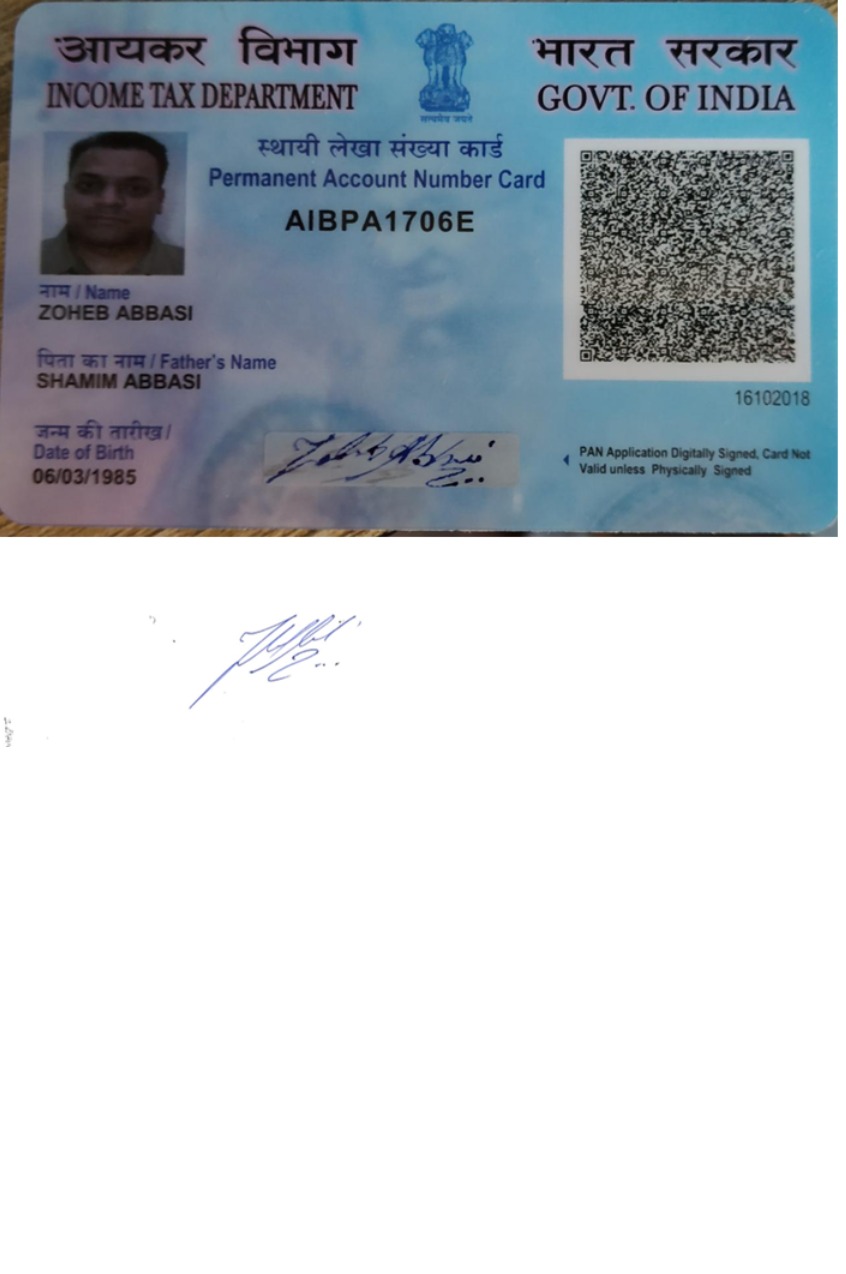 आयकर विभाग
INCOME TAX DEPARTMENT
सत्यमेव जयते
भारत सरकार
GOVT. OF INDIA
स्थायी लेखा संख्या कार्ड
Permanent Account Number Card
AIBPA1706E
नाम / Name
ZOHEB ABBASI
पिता का नाम / Father's Name
SHAMIM ABBASI
16102018
जन्म की तारीख /
Date of Birth
06/03/1985
PAN Application Digitally Signed, Card Not
Valid unless Physically Signed